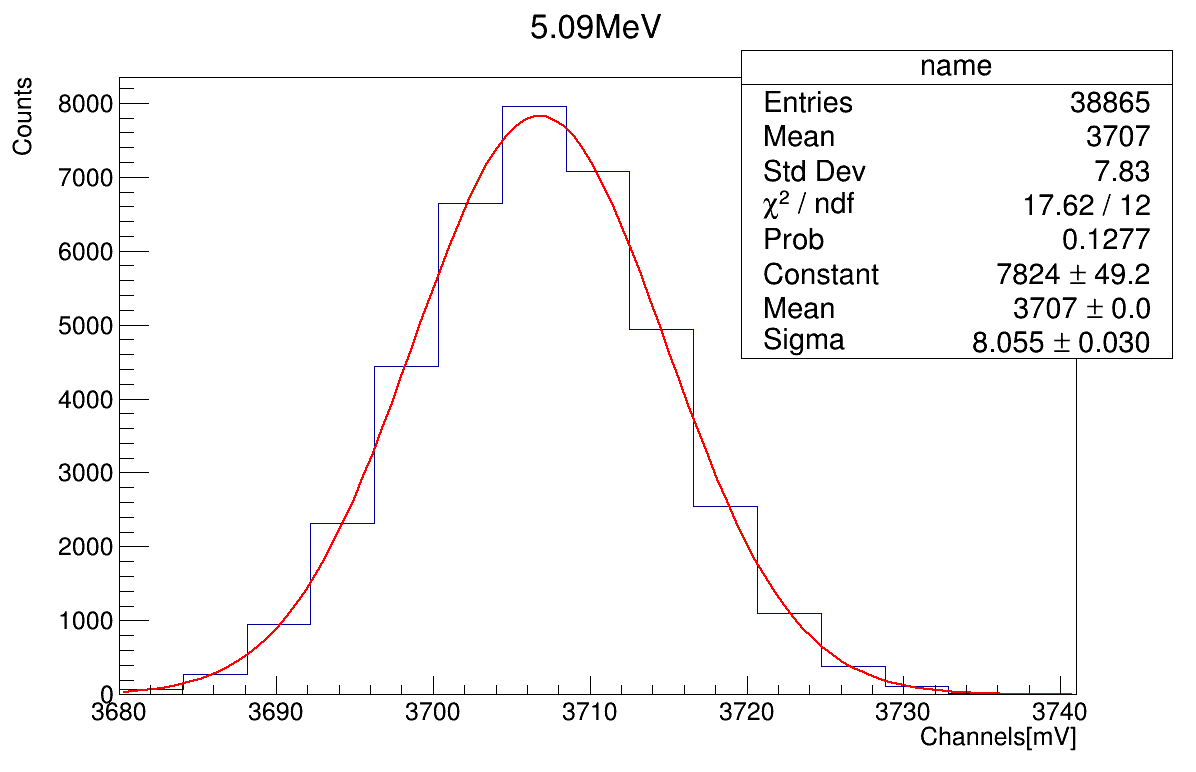 5.09MeV
name
Entries 38865
Mean 3707
Std Dev 7.83
χ² / ndf 17.62 / 12
Prob 0.1277
Constant 7824 ± 49.2
Mean 3707 ± 0.0
Sigma 8.055 ± 0.030
Counts
8000
7000
6000
5000
4000
3000
2000
1000
0
3680 3690 3700 3710 3720 3730 3740
Channels[mV]